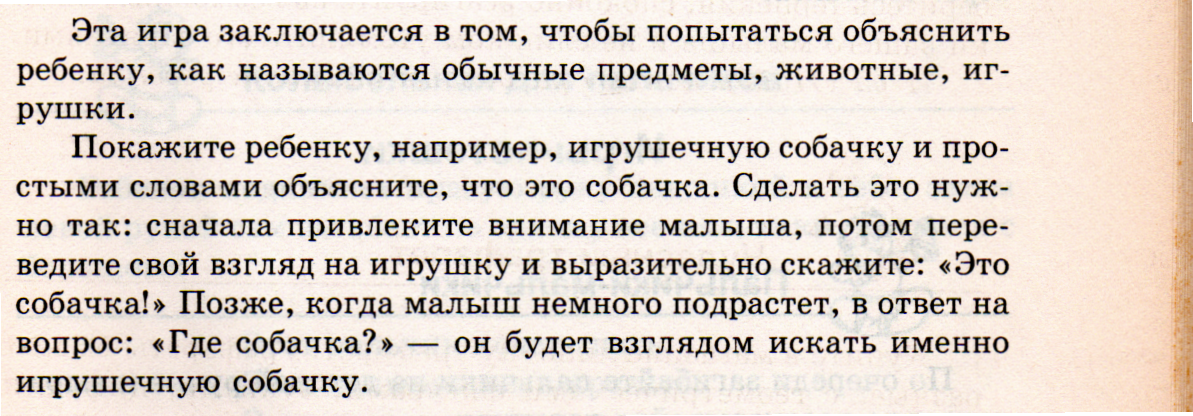 Эта игра заключается в том, чтобы попытаться объяснить
ребенку, как называются обычные предметы, животные, иг-
рушки.
Покажите ребенку, например, игрушечную собачку и про-
стыми словами объясните, что это собачка. Сделать это нуж-
но так: сначала привлеките внимание малыша, потом пере-
ведите свой взгляд на игрушку и выразительно скажите: «Это
собачка!» Позже, когда малыш немного подрастет, в ответ на
вопрос: «Где собачка?» — он будет взглядом искать именно
игрушечную собачку.